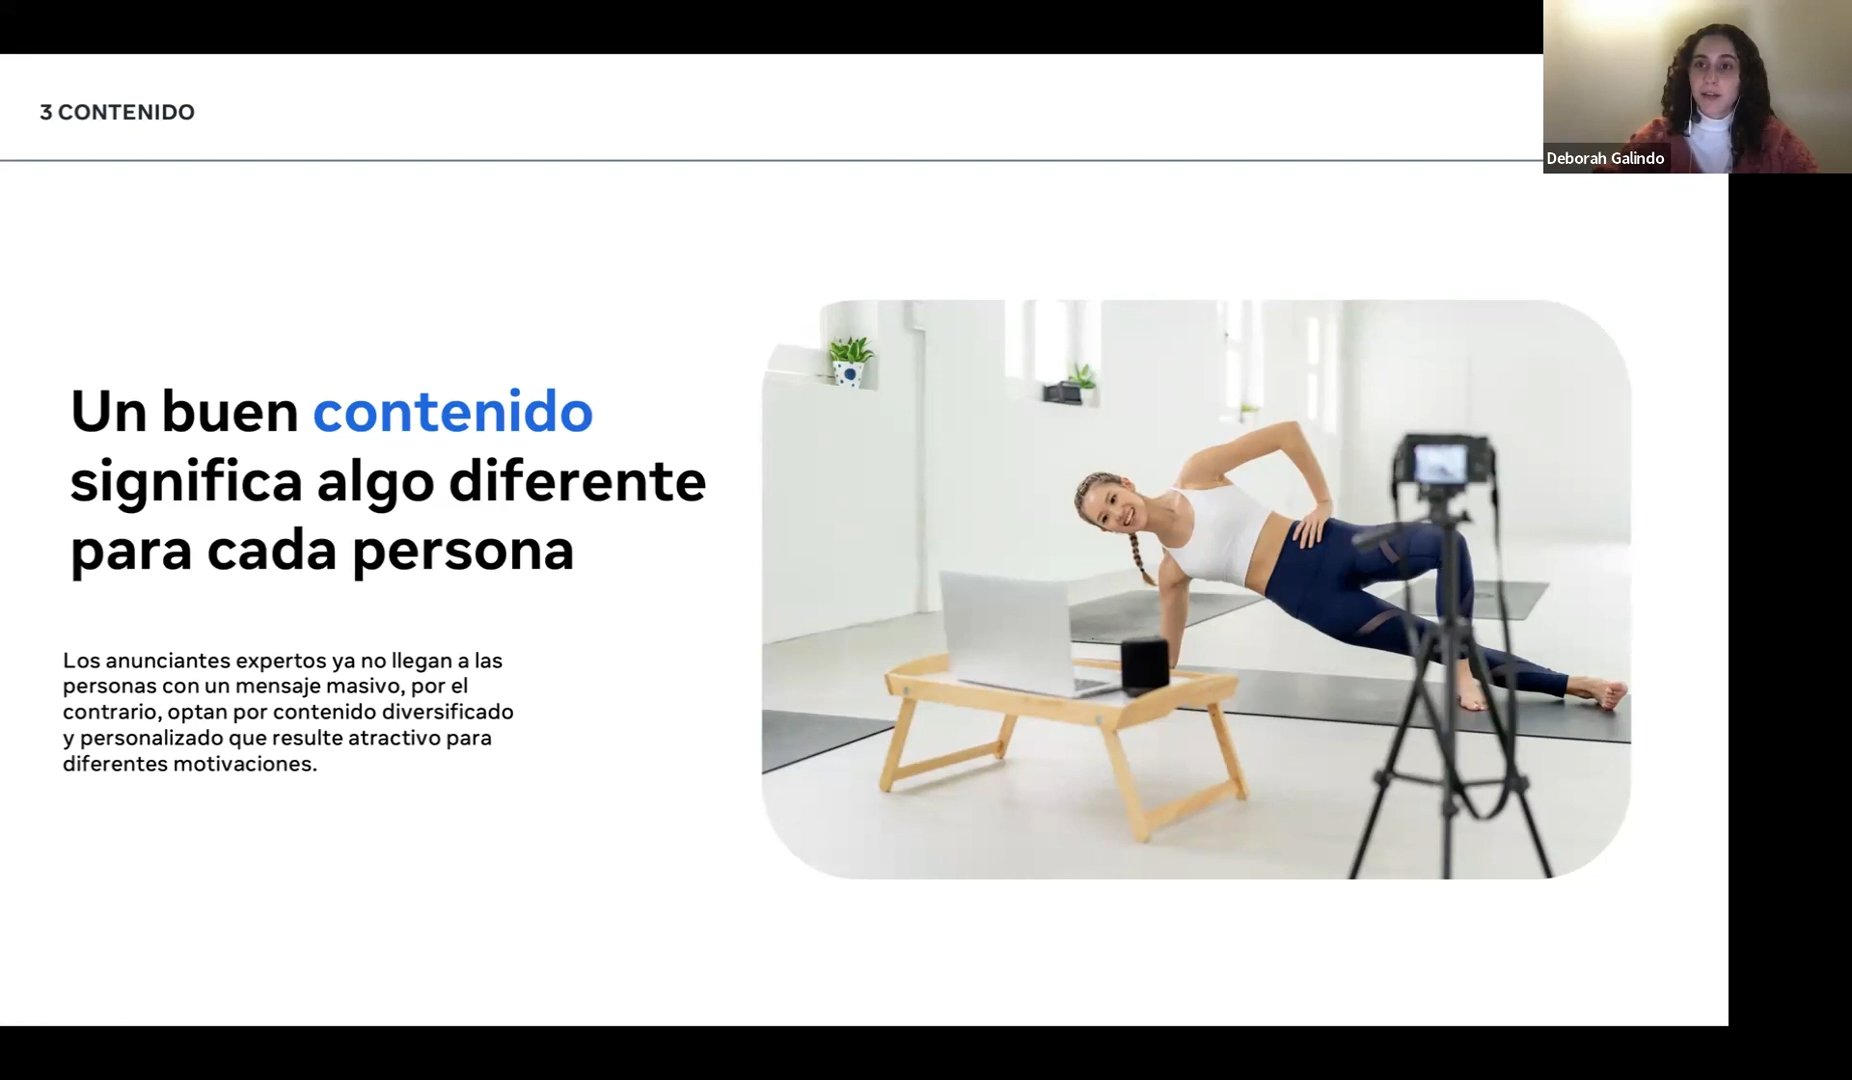 3 CONTENIDO
Deborah Galindo
Un buen contenido
significa algo diferente
para cada persona
Los anunciantes expertos ya no llegan a las
personas con un mensaje masivo, por el
contrario, optan por contenido diversificado
y personalizado que resulte atractivo para
diferentes motivaciones.